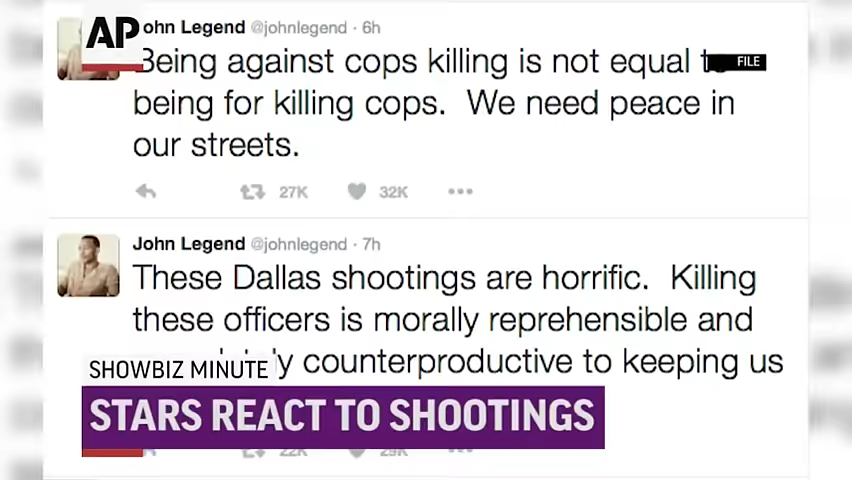 AP
John Legend @johnlegend · 6h
Being against cops killing is not equal
FILE
being for killing cops. We need peace in
our streets.
27K 32K
John Legend @johnlegend · 7h
These Dallas shootings are horrific. Killing
these officers is morally reprehensible and
counterproductive to keeping us
SHOWBIZ MINUTE
STARS REACT TO SHOOTINGS
22K 29K